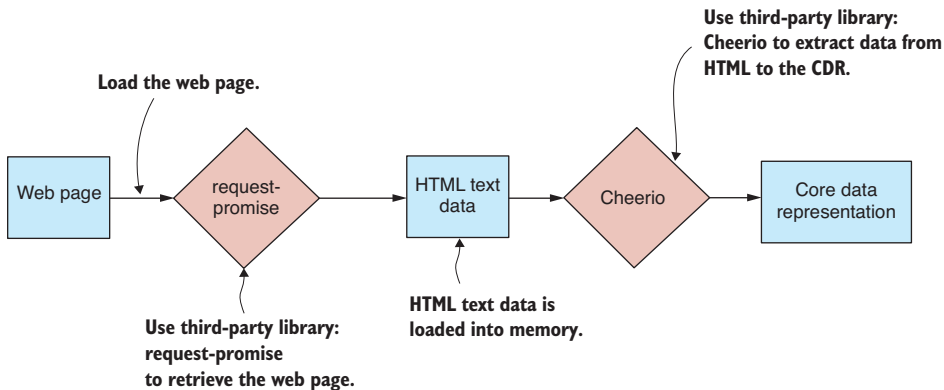 Use third-party library:
Cheerio to extract data from
HTML to the CDR.
Load the web page.
Web page
request-
promise
HTML text
data
Cheerio
Core data
representation
HTML text data is
loaded into memory.
Use third-party library:
request-promise
to retrieve the web page.